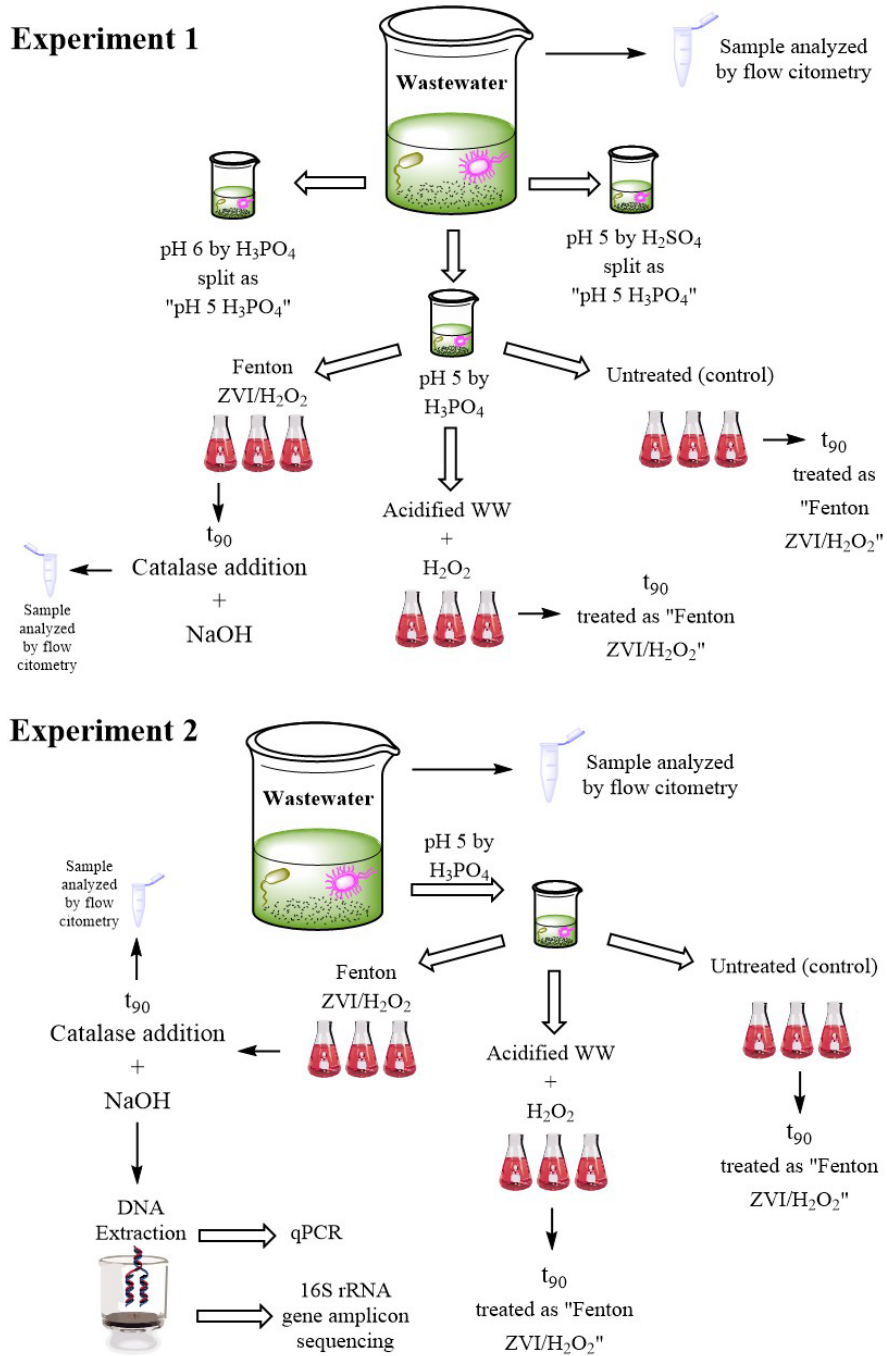 Experiment 1
Wastewater
Sample analyzed
by flow citometry
pH 6 by H₃PO₄
split as
"pH 5 H₃PO₄"
pH 5 by H₂SO₄
split as
"pH 5 H₃PO₄"
pH 5 by
H₃PO₄
Fenton
ZVI/H₂O₂
Untreated (control)
t₉₀
treated as
"Fenton
ZVI/H₂O₂"
Acidified WW
+
H₂O₂
t₉₀
treated as "Fenton
ZVI/H₂O₂"
t₉₀
Catalase addition
+
NaOH
Sample
analyzed
by flow
citometry
Experiment 2
Wastewater
Sample analyzed
by flow citometry
pH 5 by
H₃PO₄
Sample
analyzed
by flow
citometry
Fenton
ZVI/H₂O₂
Untreated (control)
t₉₀
Catalase addition
+
NaOH
Acidified WW
+
H₂O₂
t₉₀
treated as "Fenton
ZVI/H₂O₂"
DNA
Extraction
qPCR
16S rRNA
gene amplicon
sequencing
t₉₀
treated as "Fenton
ZVI/H₂O₂"